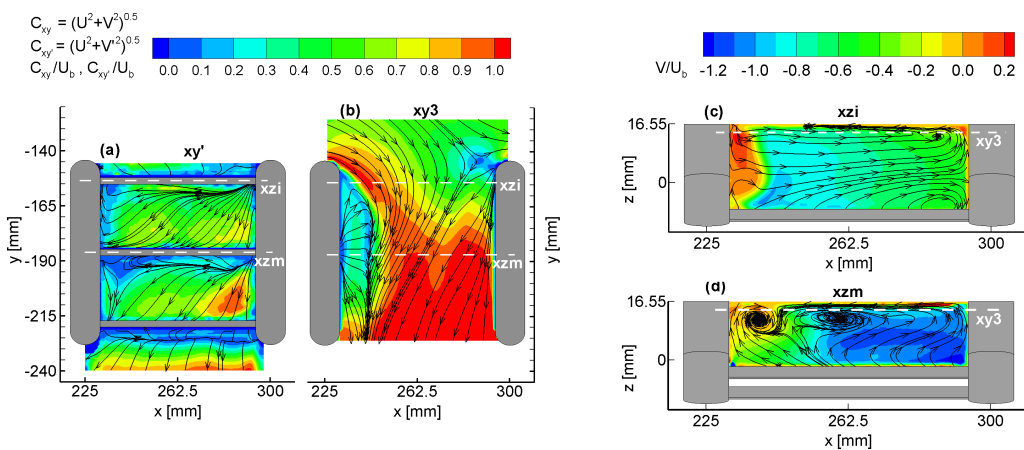 C_xy = (U²+V²)^0.5
C_xy' = (U²+V'²)^0.5
C_xy/U_b , C_xy'/U_b
0.0 0.1 0.2 0.3 0.4 0.5 0.6 0.7 0.8 0.9 1.0
V/U_b
-1.2 -1.0 -0.8 -0.6 -0.4 -0.2 0.0 0.2
(a)
xy'
xzi
xzm
y [mm]
-140
-165
-190
-215
-240
225 262.5 300
x [mm]
(b)
xy3
xzi
xzm
y [mm]
225 262.5 300
x [mm]
(c)
xzi
xy3
z [mm]
16.55
0
225 262.5 300
x [mm]
(d)
xzm
xy3
z [mm]
16.55
0
225 262.5 300
x [mm]